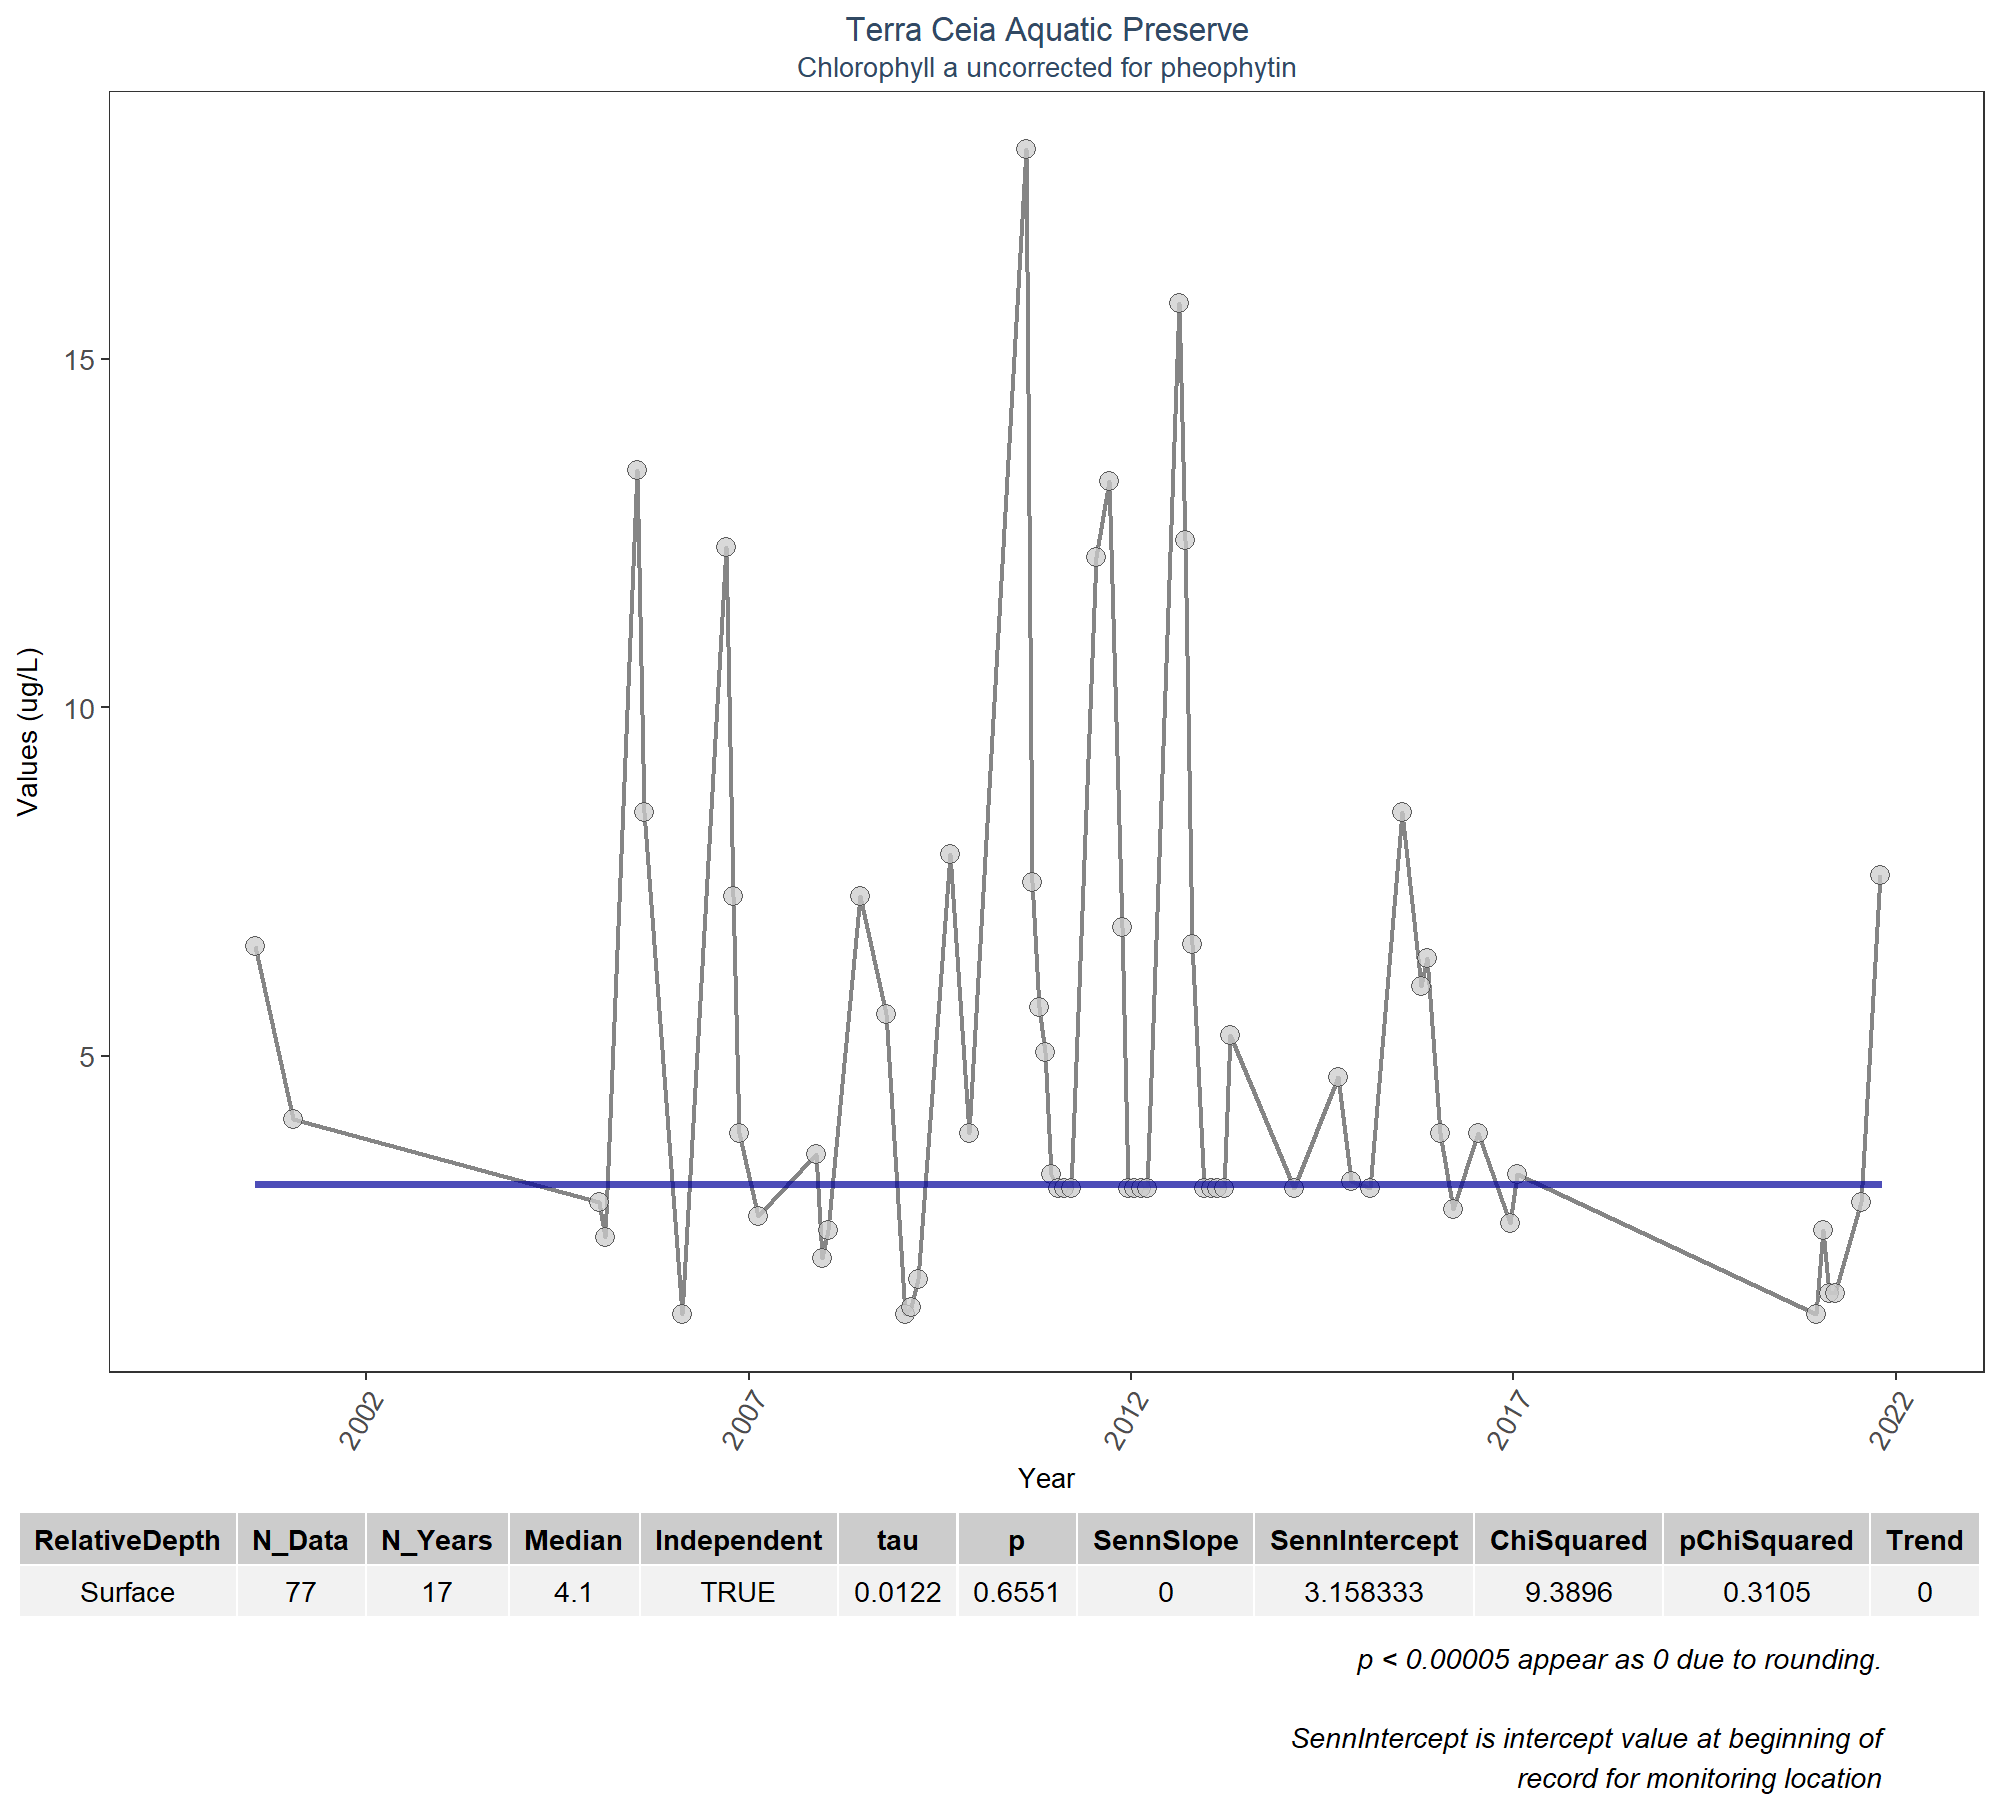 Terra Ceia Aquatic Preserve
Chlorophyll a uncorrected for pheophytin
Values (ug/L)
15
10
5
2002 2007 2012 2017 2022
Year
RelativeDepth N_Data N_Years Median Independent tau p SennSlope SennIntercept ChiSquared pChiSquared Trend
Surface 77 17 4.1 TRUE 0.0122 0.6551 0 3.158333 9.3896 0.3105 0
p < 0.00005 appear as 0 due to rounding.
SennIntercept is intercept value at beginning of
record for monitoring location